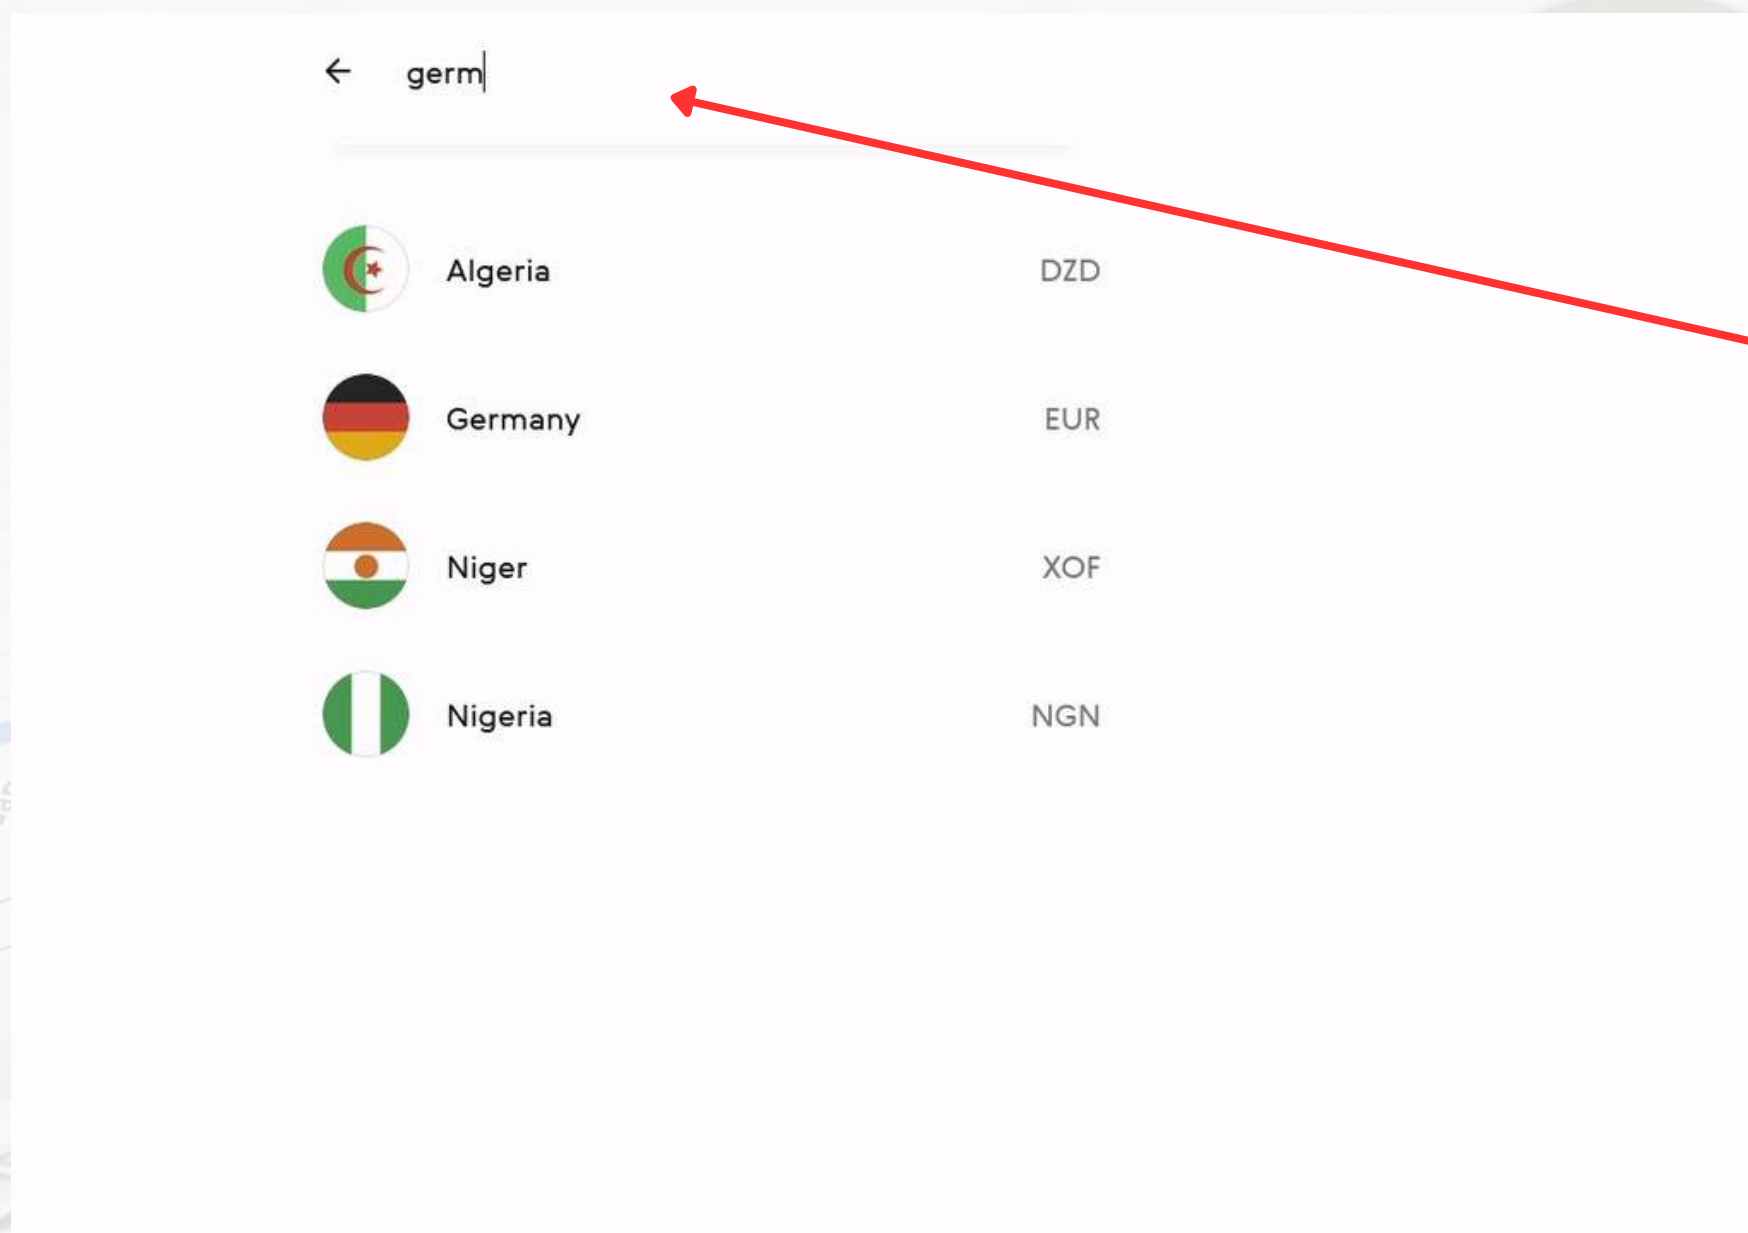 germ
Algeria DZD
Germany EUR
Niger XOF
Nigeria NGN